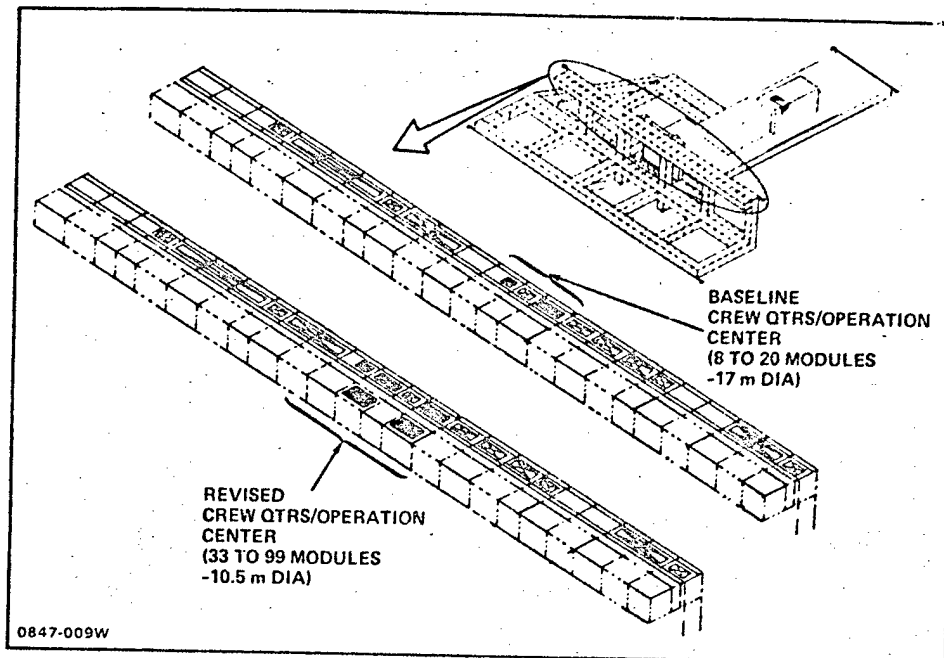 BASELINE
CREW QTRS/OPERATION
CENTER
(8 TO 20 MODULES
-17 m DIA)
REVISED
CREW QTRS/OPERATION
CENTER
(33 TO 99 MODULES
-10.5 m DIA)
0847-009W